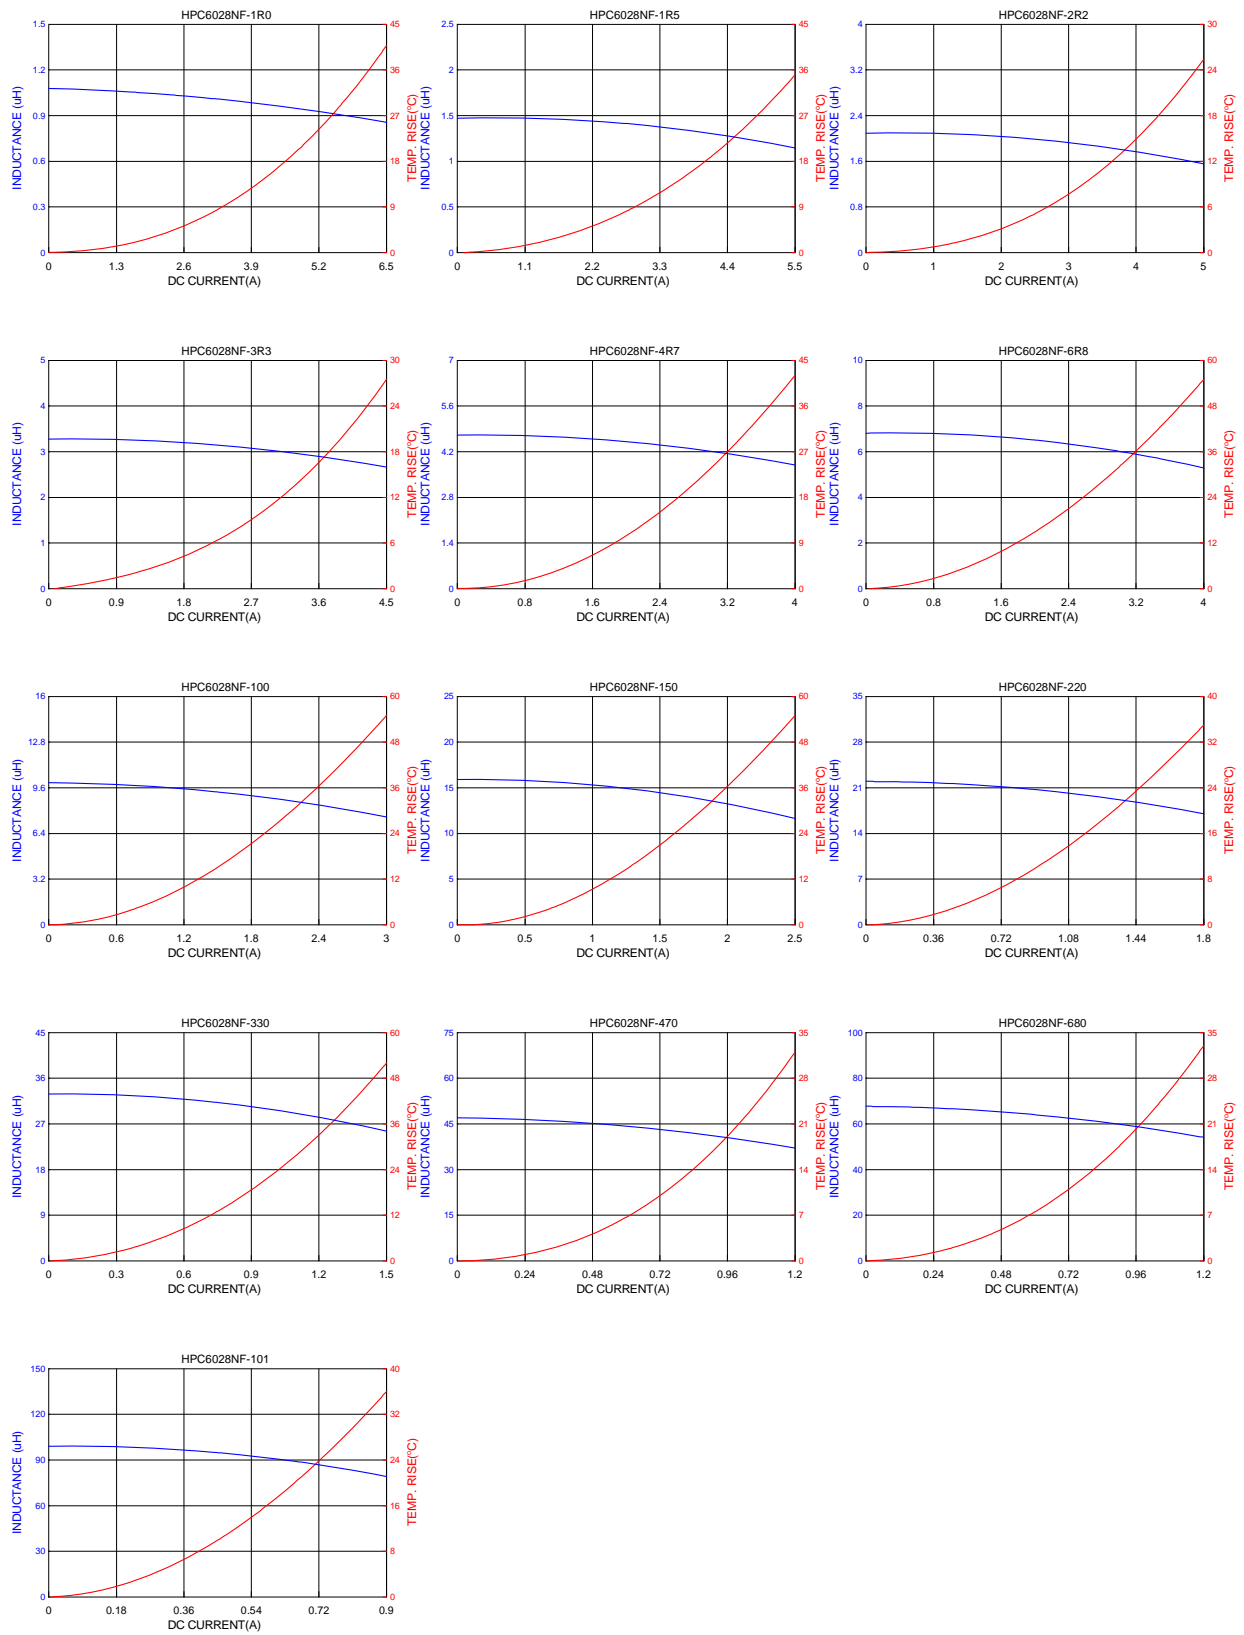 HPC6028NF-1R0
INDUCTANCE (uH)
1.5
1.2
0.9
0.6
0.3
0
45
36
27
18
9
0
TEMP. RISE(°C)
0 1.3 2.6 3.9 5.2 6.5
DC CURRENT(A)
HPC6028NF-1R5
INDUCTANCE (uH)
2.5
2
1.5
1
0.5
0
45
36
27
18
9
0
TEMP. RISE(°C)
0 1.1 2.2 3.3 4.4 5.5
DC CURRENT(A)
HPC6028NF-2R2
INDUCTANCE (uH)
4
3.2
2.4
1.6
0.8
0
30
24
18
12
6
0
TEMP. RISE(°C)
0 1 2 3 4 5
DC CURRENT(A)
HPC6028NF-3R3
INDUCTANCE (uH)
5
4
3
2
1
0
30
24
18
12
6
0
TEMP. RISE(°C)
0 0.9 1.8 2.7 3.6 4.5
DC CURRENT(A)
HPC6028NF-4R7
INDUCTANCE (uH)
7
5.6
4.2
2.8
1.4
0
45
36
27
18
9
0
TEMP. RISE(°C)
0 0.8 1.6 2.4 3.2 4
DC CURRENT(A)
HPC6028NF-6R8
INDUCTANCE (uH)
10
8
6
4
2
0
60
48
36
24
12
0
TEMP. RISE(°C)
0 0.8 1.6 2.4 3.2 4
DC CURRENT(A)
HPC6028NF-100
INDUCTANCE (uH)
16
12.8
9.6
6.4
3.2
0
60
48
36
24
12
0
TEMP. RISE(°C)
0 0.6 1.2 1.8 2.4 3
DC CURRENT(A)
HPC6028NF-150
INDUCTANCE (uH)
25
20
15
10
5
0
60
48
36
24
12
0
TEMP. RISE(°C)
0 0.5 1 1.5 2 2.5
DC CURRENT(A)
HPC6028NF-220
INDUCTANCE (uH)
35
28
21
14
7
0
40
32
24
16
8
0
TEMP. RISE(°C)
0 0.36 0.72 1.08 1.44 1.8
DC CURRENT(A)
HPC6028NF-330
INDUCTANCE (uH)
45
36
27
18
9
0
60
48
36
24
12
0
TEMP. RISE(°C)
0 0.3 0.6 0.9 1.2 1.5
DC CURRENT(A)
HPC6028NF-470
INDUCTANCE (uH)
75
60
45
30
15
0
35
28
21
14
7
0
TEMP. RISE(°C)
0 0.24 0.48 0.72 0.96 1.2
DC CURRENT(A)
HPC6028NF-680
INDUCTANCE (uH)
100
80
60
40
20
0
35
28
21
14
7
0
TEMP. RISE(°C)
0 0.24 0.48 0.72 0.96 1.2
DC CURRENT(A)
HPC6028NF-101
INDUCTANCE (uH)
150
120
90
60
30
0
40
32
24
16
8
0
TEMP. RISE(°C)
0 0.18 0.36 0.54 0.72 0.9
DC CURRENT(A)